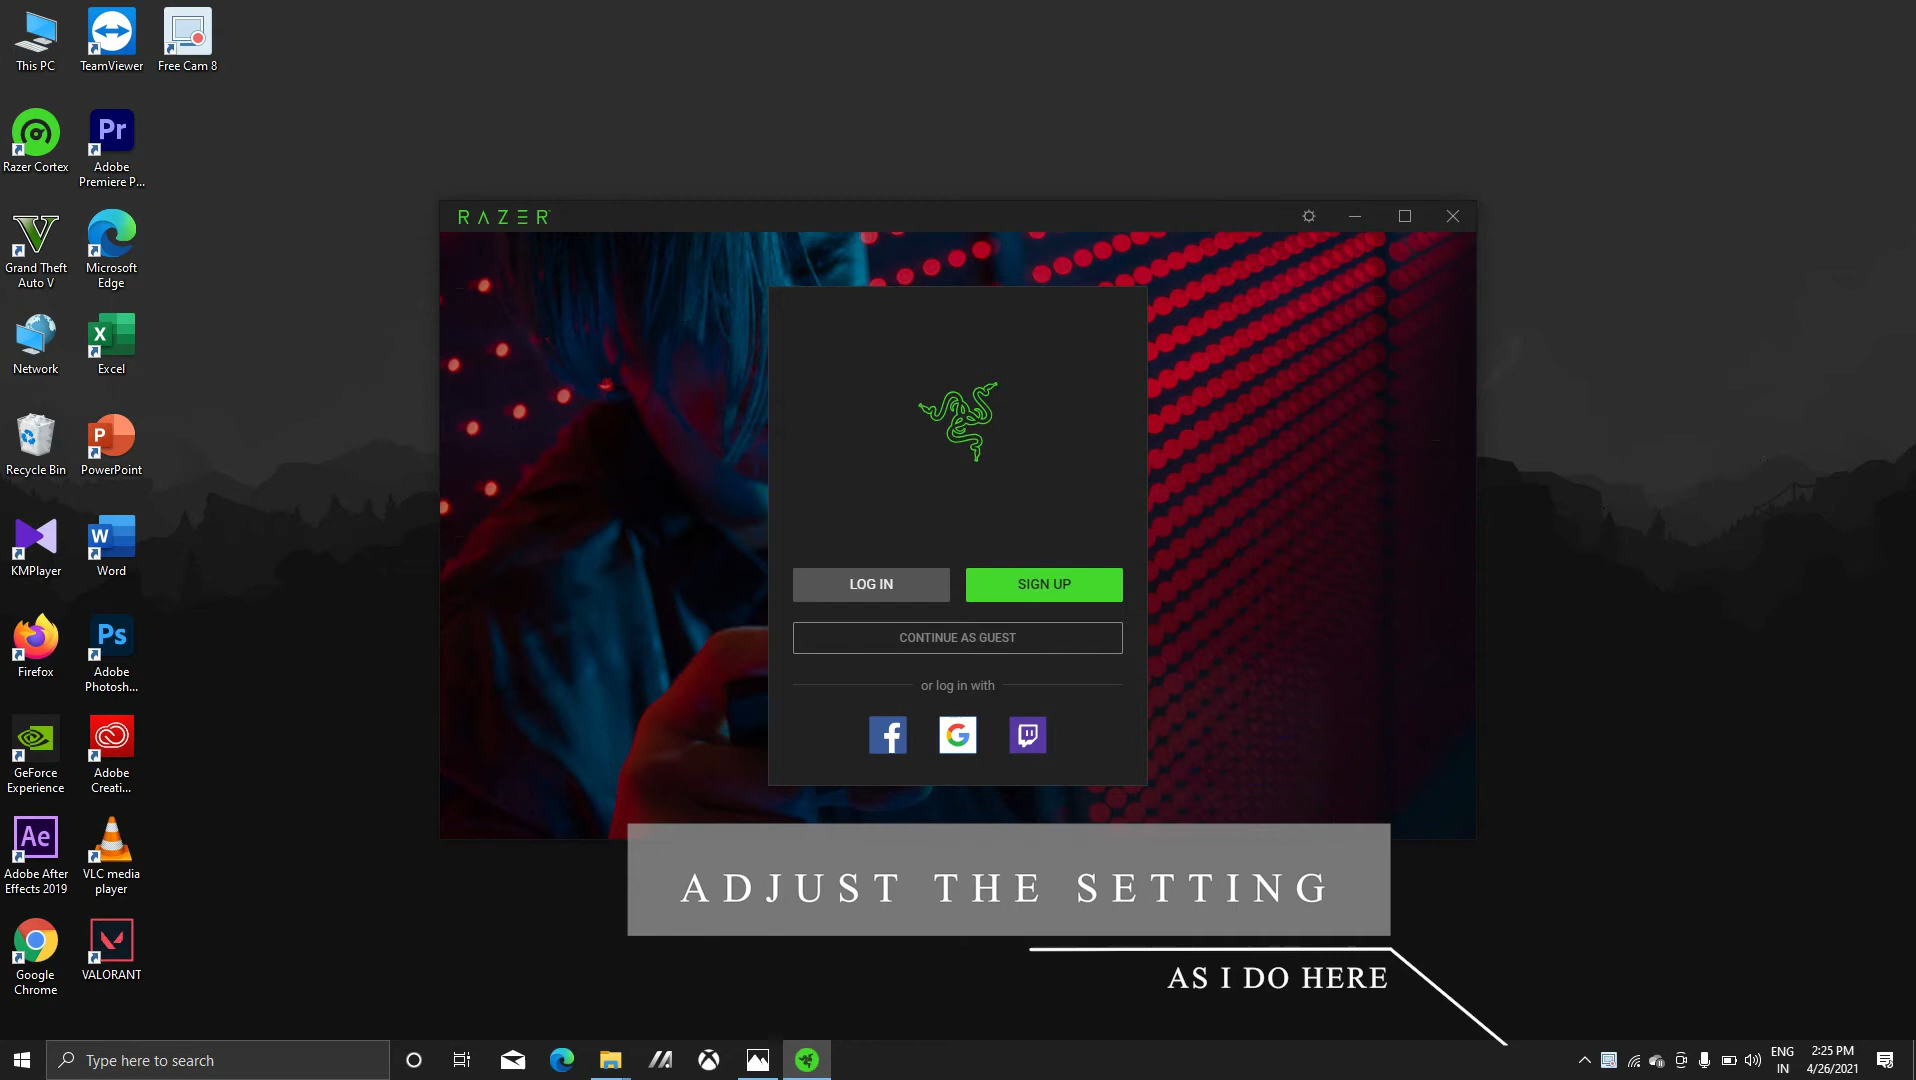 This PC
TeamViewer
Free Cam 8
Razer Cortex
Pr
Adobe
Premiere P...
Grand Theft
Auto V
Microsoft
Edge
Network
X
Excel
Recycle Bin
P
PowerPoint
KMPlayer
W
Word
Firefox
Ps
Adobe
Photosh...
GeForce
Experience
Adobe
Creati...
Ae
Adobe After
Effects 2019
VLC media
player
Google
Chrome
VALORANT
RAZER
LOG IN
SIGN UP
CONTINUE AS GUEST
or log in with
ADJUST THE SETTING
AS I DO HERE
Type here to search
ENG
IN
2:25 PM
4/26/2021